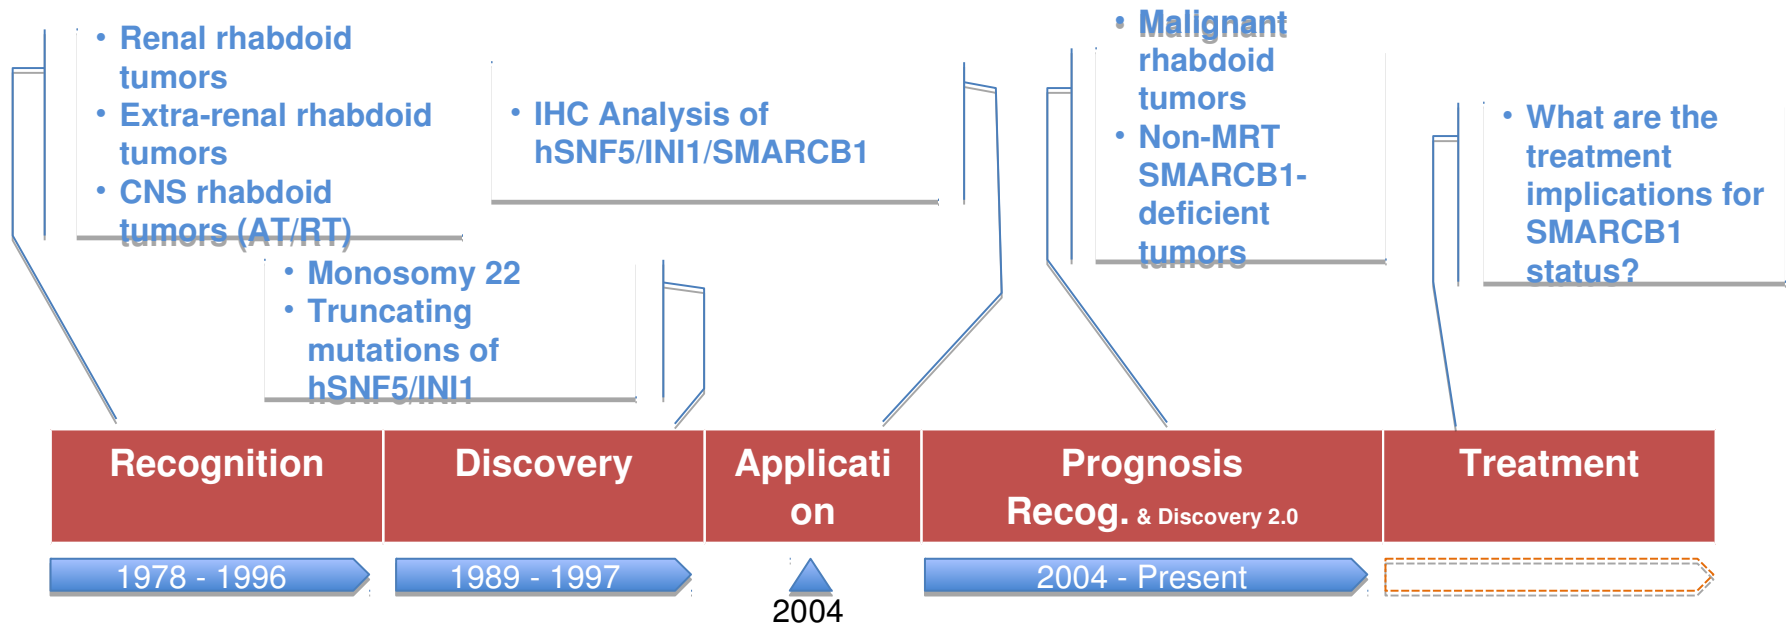 • Renal rhabdoid
tumors
• Extra-renal rhabdoid
tumors
• CNS rhabdoid
tumors (AT/RT)
• Monosomy 22
• Truncating
mutations of
hSNF5/INI1
• IHC Analysis of
hSNF5/INI1/SMARCB1
• Malignant
rhabdoid
tumors
• Non-MRT
SMARCB1-
deficient
tumors
• What are the
treatment
implications for
SMARCB1
status?
Recognition
Discovery
Applicati
on
Prognosis
Recog. & Discovery 2.0
Treatment
1978 - 1996
1989 - 1997
2004
2004 - Present